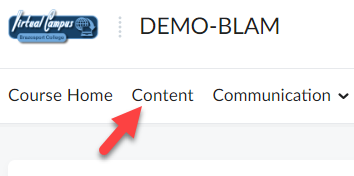 Virtual Campus
Brazosport College
DEMO-BLAM
Course Home Content Communication